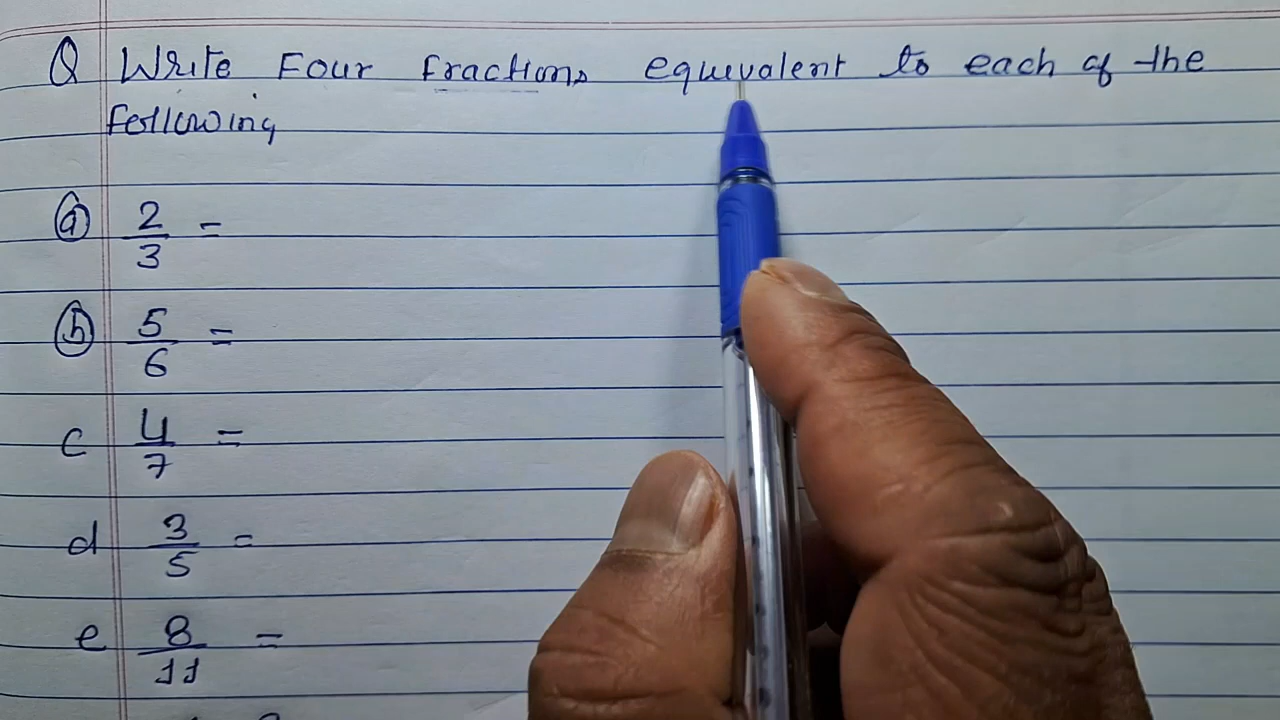 Q Write Four fractions equivalent to each of the
following
a 2/3 =
b 5/6 =
c 4/7 =
d 3/5 =
e 8/11 =